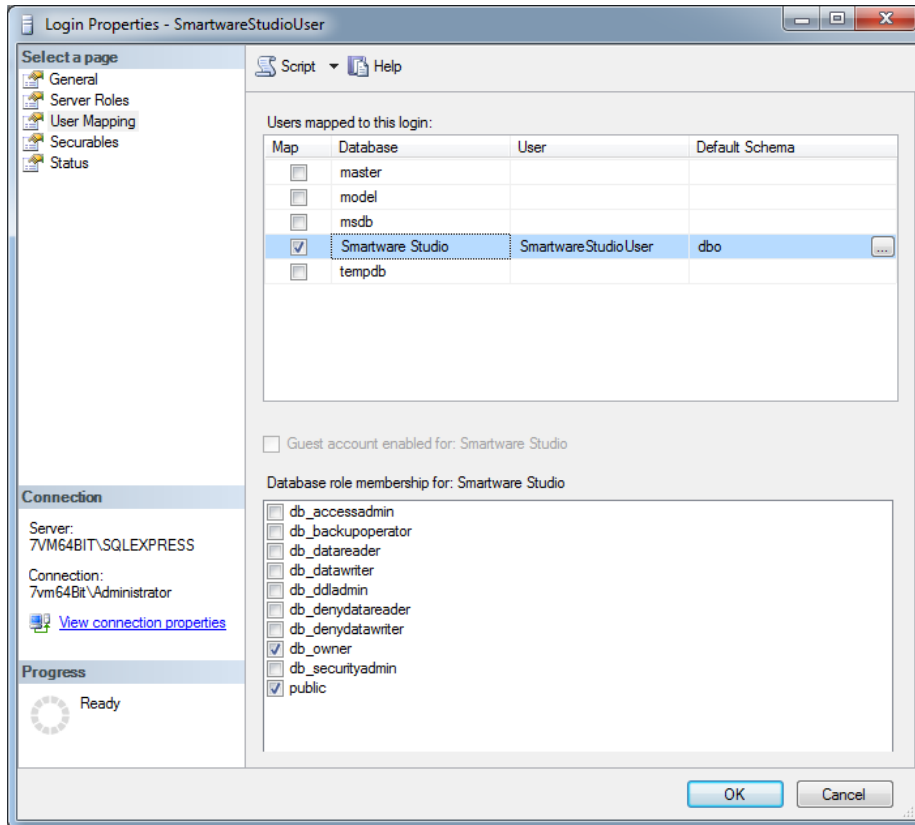 Login Properties - SmartwareStudioUser
Select a page
General
Server Roles
User Mapping
Securables
Status
Script Help
Users mapped to this login:
Map Database User Default Schema
master
model
msdb
Smartware Studio SmartwareStudioUser dbo ...
tempdb
Guest account enabled for: Smartware Studio
Database role membership for: Smartware Studio
db_accessadmin
db_backupoperator
db_datareader
db_datawriter
db_ddladmin
db_denydatareader
db_denydatawriter
db_owner
db_securityadmin
public
Connection
Server:
7VM64BIT\SQLEXPRESS
Connection:
7vm64Bit\Administrator
View connection properties
Progress
Ready
OK Cancel